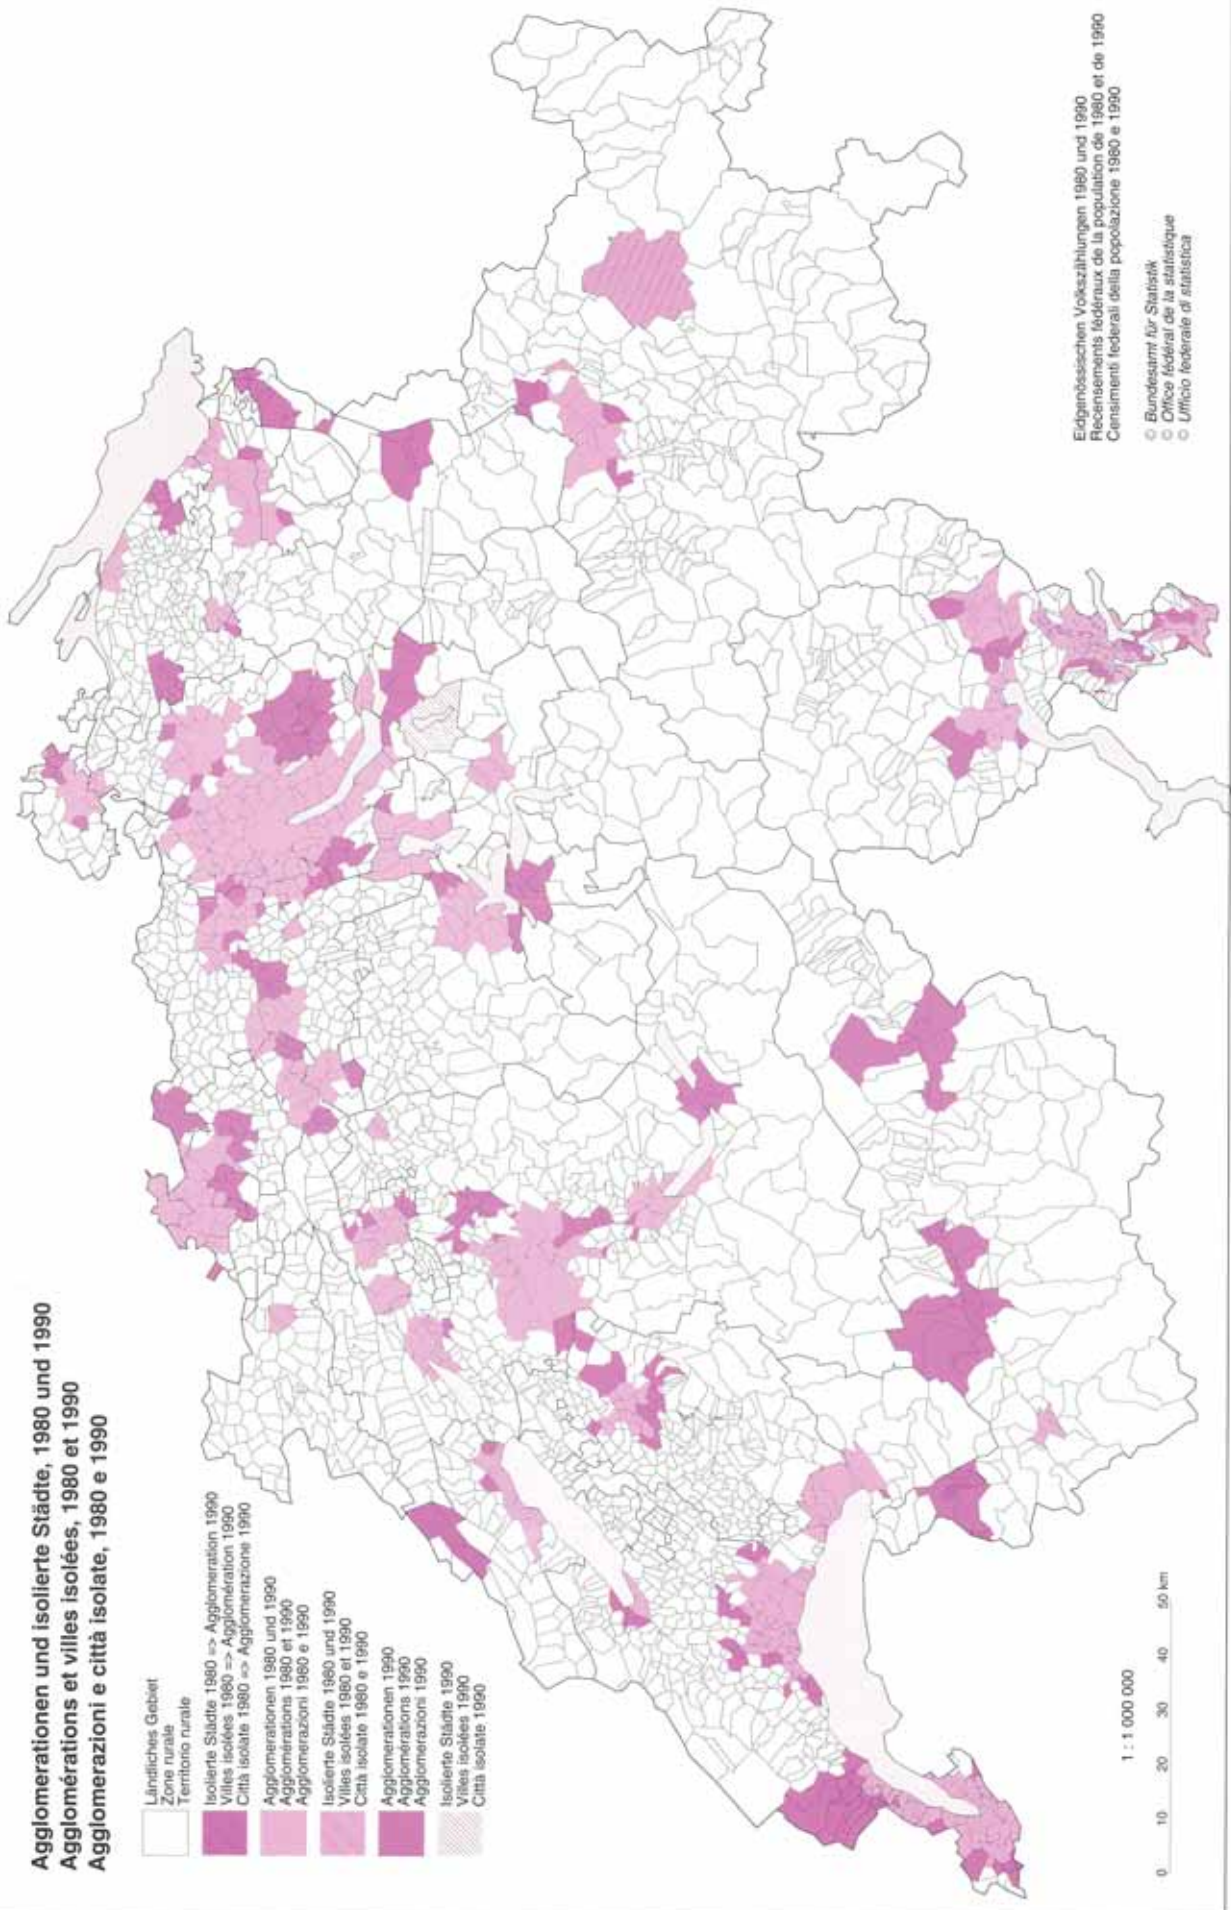 Agglomerationen und isolierte Städte, 1980 und 1990
Agglomérations et villes isolées, 1980 et 1990
Agglomerazioni e città isolate, 1980 e 1990
Ländliches Gebiet
Zone rurale
Territorio rurale
Isolierte Städte 1980 => Agglomeration 1990
Villes isolées 1980 => Agglomération 1990
Città isolate 1980 => Agglomerazione 1990
Agglomerationen 1980 und 1990
Agglomérations 1980 et 1990
Agglomerazioni 1980 e 1990
Isolierte Städte 1980 und 1990
Villes isolées 1980 et 1990
Città isolate 1980 e 1990
Agglomerationen 1990
Agglomérations 1990
Agglomerazioni 1990
Isolierte Städte 1990
Villes isolées 1990
Città isolate 1990
1 : 1 000 000
0 10 20 30 40 50 km
Eidgenössischen Volkszählungen 1980 und 1990
Recensements fédéraux de la population de 1980 et de 1990
Censimenti federali della popolazione 1980 e 1990
© Bundesamt für Statistik
© Office fédéral de la statistique
© Ufficio federale di statistica